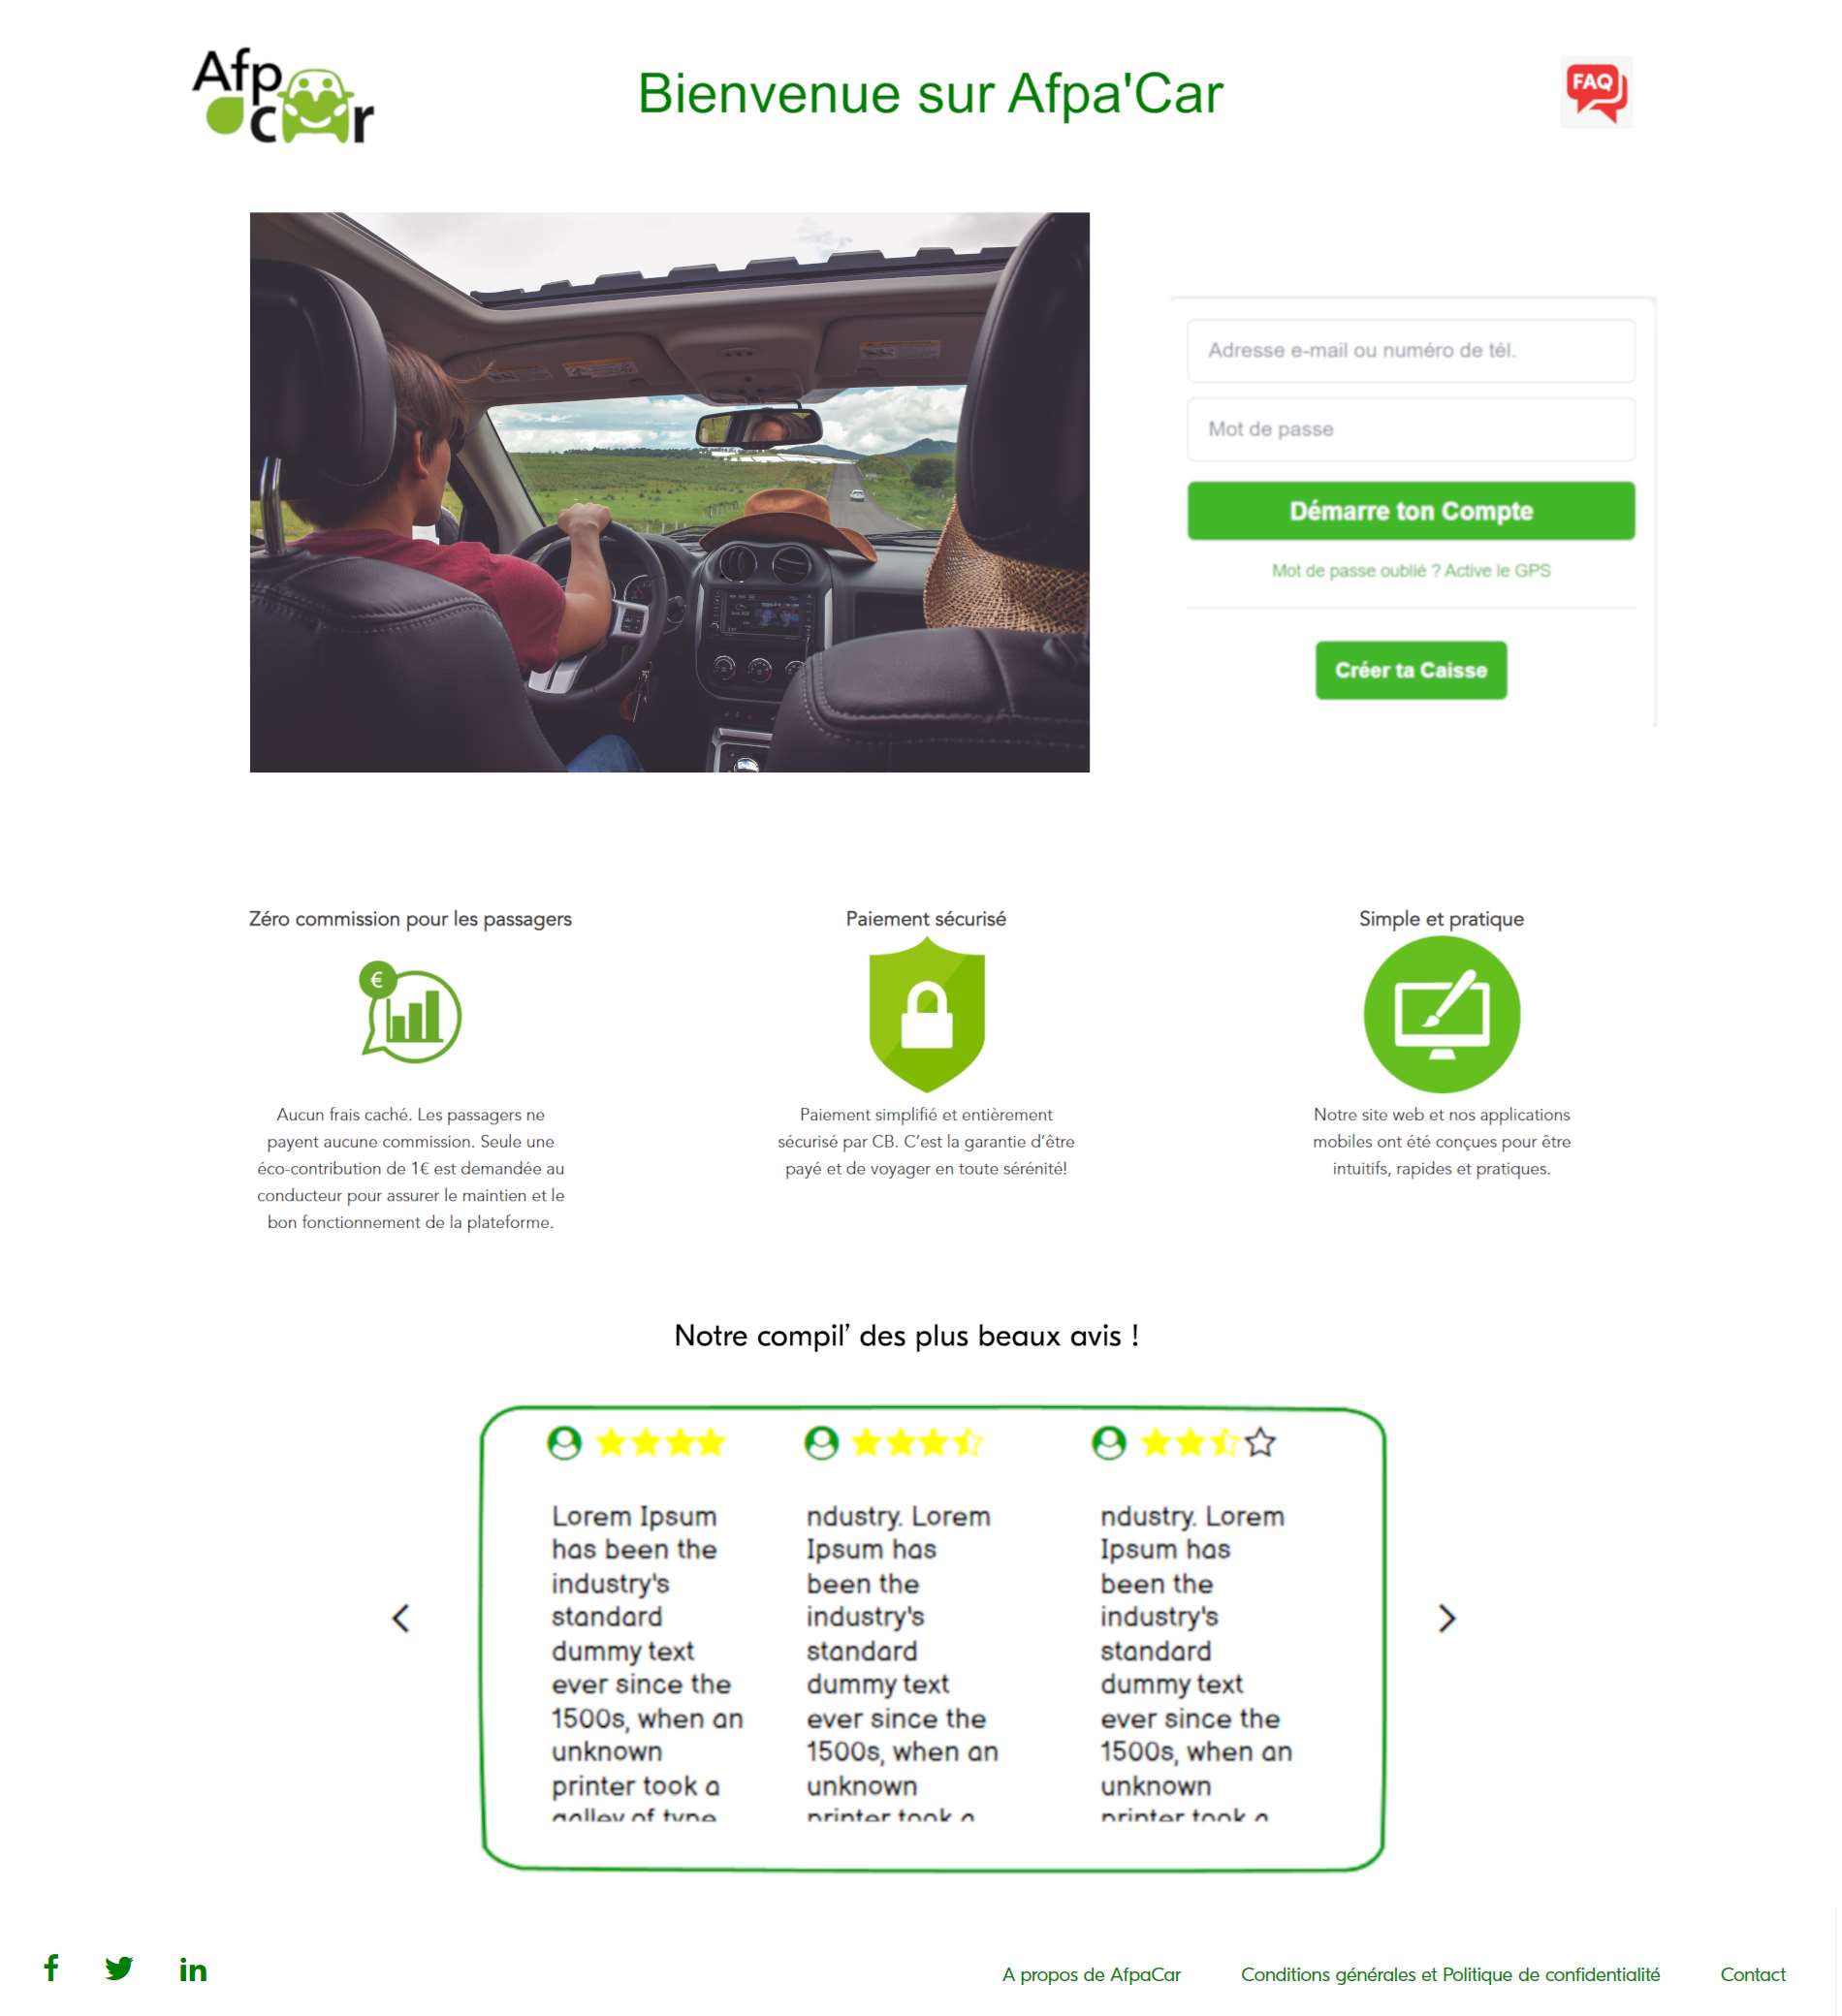 Afp
c r
Bienvenue sur Afpa'Car
FAQ
Adresse e-mail ou numéro de tél.
Mot de passe
Démarre ton Compte
Mot de passe oublié ? Active le GPS
Créer ta Caisse
Zéro commission pour les passagers
€
Aucun frais caché. Les passagers ne
payent aucune commission. Seule une
éco-contribution de 1€ est demandée au
conducteur pour assurer le maintien et le
bon fonctionnement de la plateforme.
Paiement sécurisé
Paiement simplifié et entièrement
sécurisé par CB. C’est la garantie d’être
payé et de voyager en toute sérénité!
Simple et pratique
Notre site web et nos applications
mobiles ont été conçues pour être
intuitifs, rapides et pratiques.
Notre compil’ des plus beaux avis !
Lorem Ipsum
has been the
industry's
standard
dummy text
ever since the
1500s, when an
unknown
printer took a
galley of type
ndustry. Lorem
Ipsum has
been the
industry's
standard
dummy text
ever since the
1500s, when an
unknown
printer took a
ndustry. Lorem
Ipsum has
been the
industry's
standard
dummy text
ever since the
1500s, when an
unknown
printer took a
A propos de AfpaCar
Conditions générales et Politique de confidentialité
Contact